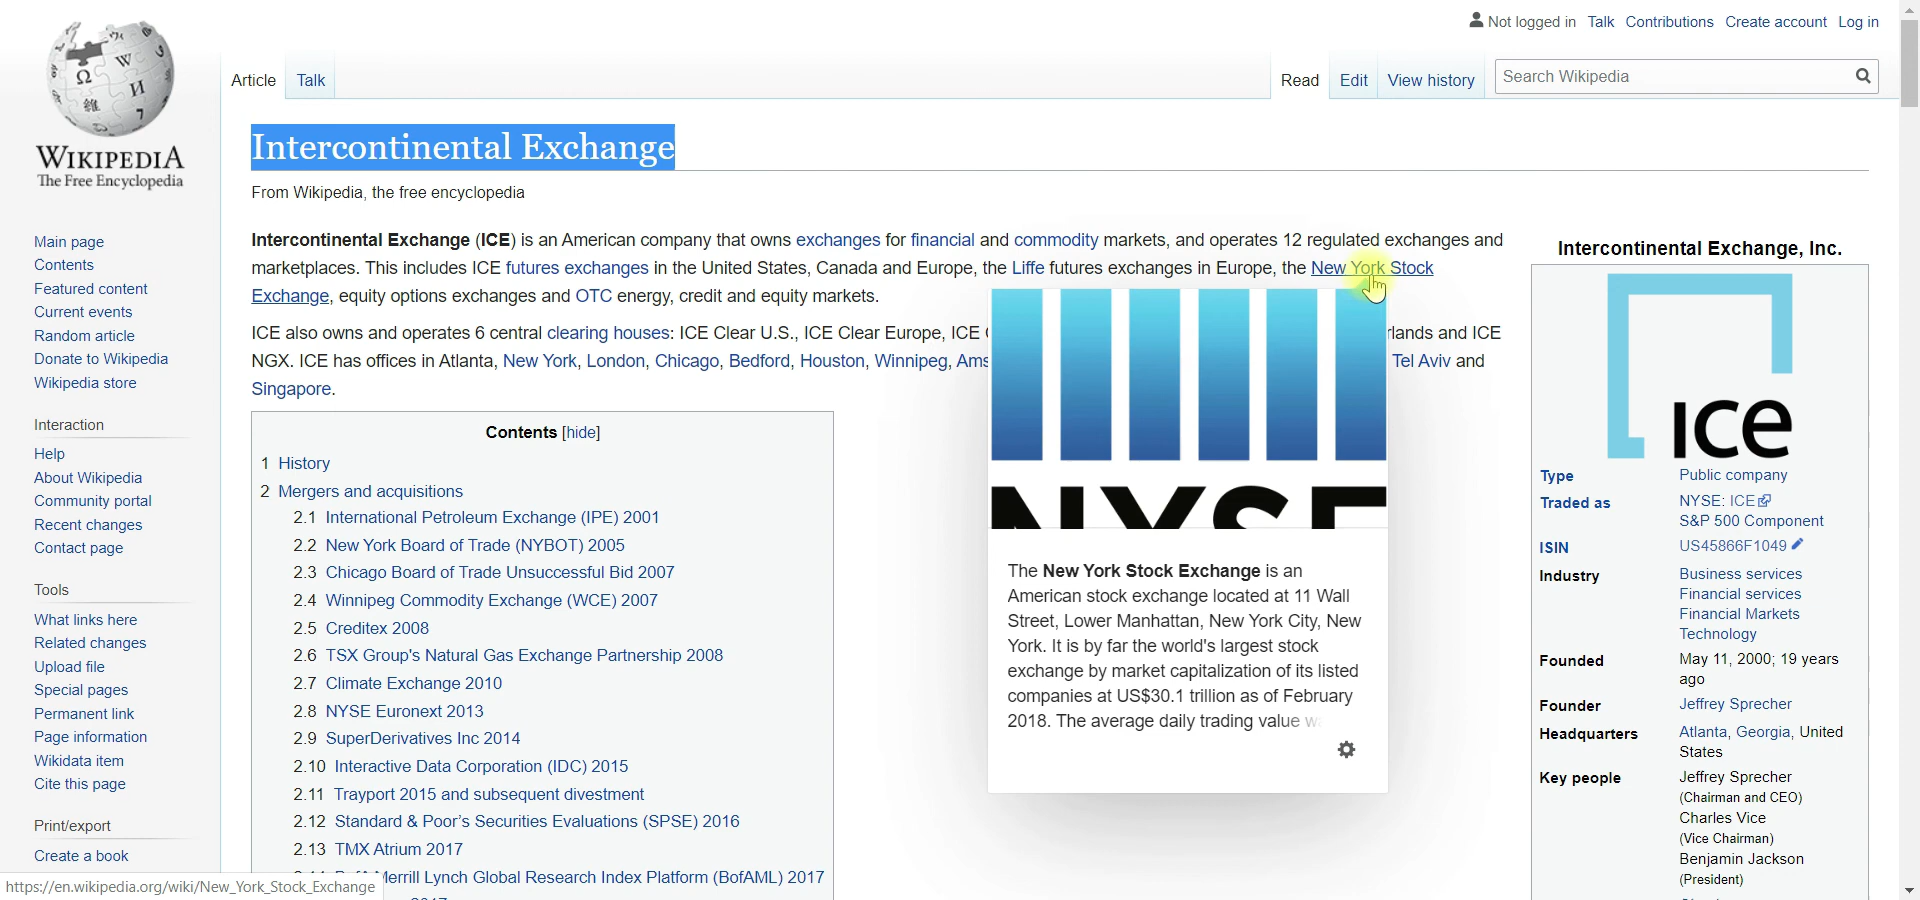 Not logged in Talk Contributions Create account Log in
Article Talk
Read Edit View history Search Wikipedia
WIKIPEDIA
The Free Encyclopedia
Main page
Contents
Featured content
Current events
Random article
Donate to Wikipedia
Wikipedia store
Interaction
Help
About Wikipedia
Community portal
Recent changes
Contact page
Tools
What links here
Related changes
Upload file
Special pages
Permanent link
Page information
Wikidata item
Cite this page
Print/export
Create a book
https://en.wikipedia.org/wiki/New_York_Stock_Exchange
Intercontinental Exchange
From Wikipedia, the free encyclopedia
Intercontinental Exchange (ICE) is an American company that owns exchanges for financial and commodity markets, and operates 12 regulated exchanges and
marketplaces. This includes ICE futures exchanges in the United States, Canada and Europe, the Liffe futures exchanges in Europe, the New York Stock
Exchange, equity options exchanges and OTC energy, credit and equity markets.
ICE also owns and operates 6 central clearing houses: ICE Clear U.S., ICE Clear Europe, ICE rlands and ICE
NGX. ICE has offices in Atlanta, New York, London, Chicago, Bedford, Houston, Winnipeg, Ams Tel Aviv and
Singapore.
Contents [hide]
1 History
2 Mergers and acquisitions
2.1 International Petroleum Exchange (IPE) 2001
2.2 New York Board of Trade (NYBOT) 2005
2.3 Chicago Board of Trade Unsuccessful Bid 2007
2.4 Winnipeg Commodity Exchange (WCE) 2007
2.5 Creditex 2008
2.6 TSX Group's Natural Gas Exchange Partnership 2008
2.7 Climate Exchange 2010
2.8 NYSE Euronext 2013
2.9 SuperDerivatives Inc 2014
2.10 Interactive Data Corporation (IDC) 2015
2.11 Trayport 2015 and subsequent divestment
2.12 Standard & Poor's Securities Evaluations (SPSE) 2016
2.13 TMX Atrium 2017
Merrill Lynch Global Research Index Platform (BofAML) 2017
NYSE
The New York Stock Exchange is an
American stock exchange located at 11 Wall
Street, Lower Manhattan, New York City, New
York. It is by far the world's largest stock
exchange by market capitalization of its listed
companies at US$30.1 trillion as of February
2018. The average daily trading value
Intercontinental Exchange, Inc.
ice
Type Public company
Traded as NYSE: ICE
S&P 500 Component
ISIN US45866F1049
Industry Business services
Financial services
Financial Markets
Technology
Founded May 11, 2000; 19 years
ago
Founder Jeffrey Sprecher
Headquarters Atlanta, Georgia, United
States
Key people Jeffrey Sprecher
(Chairman and CEO)
Charles Vice
(Vice Chairman)
Benjamin Jackson
(President)